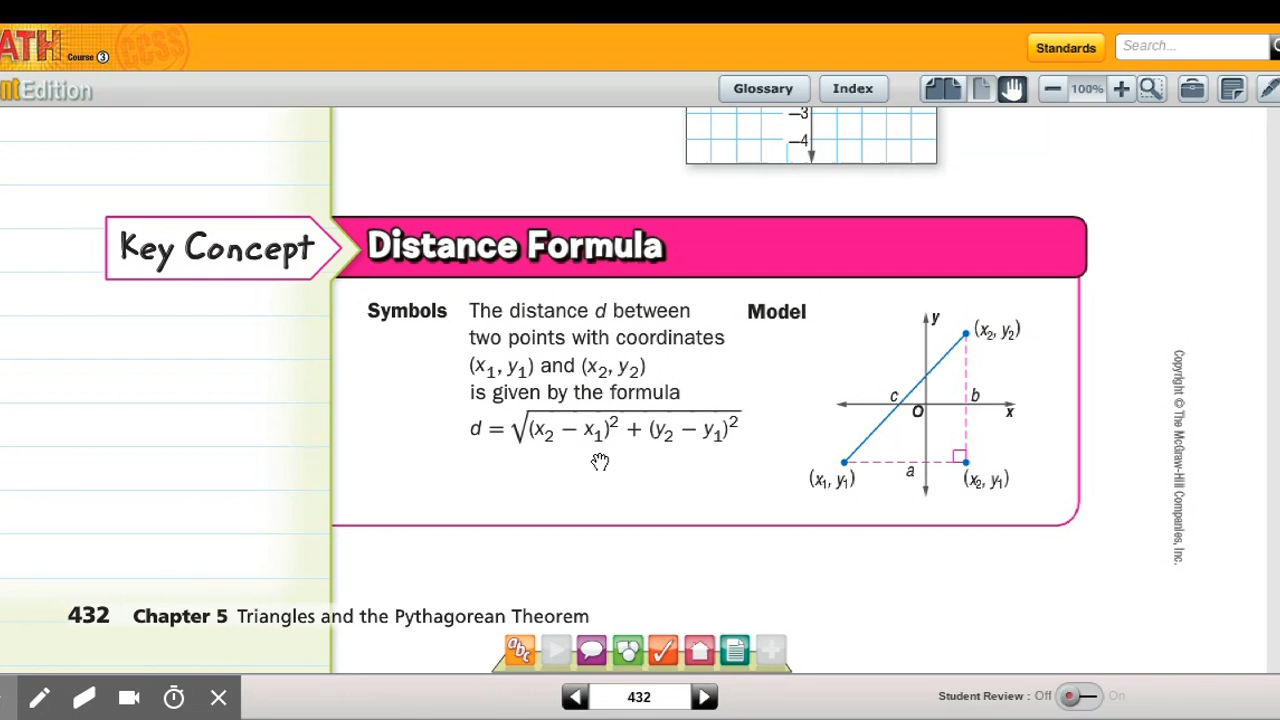 ATH Course 3 CCSS
Standards
Search...
ntEdition
Glossary
Index
100%
−3
−4
Key Concept
Distance Formula
Symbols
The distance d between
two points with coordinates
(x₁, y₁) and (x₂, y₂)
is given by the formula
d = √(x₂ − x₁)² + (y₂ − y₁)²
Model
y
(x₂, y₂)
c
b
O
x
a
(x₁, y₁)
(x₂, y₁)
Copyright © The McGraw-Hill Companies, Inc.
432 Chapter 5 Triangles and the Pythagorean Theorem
abc
432
Student Review : Off On